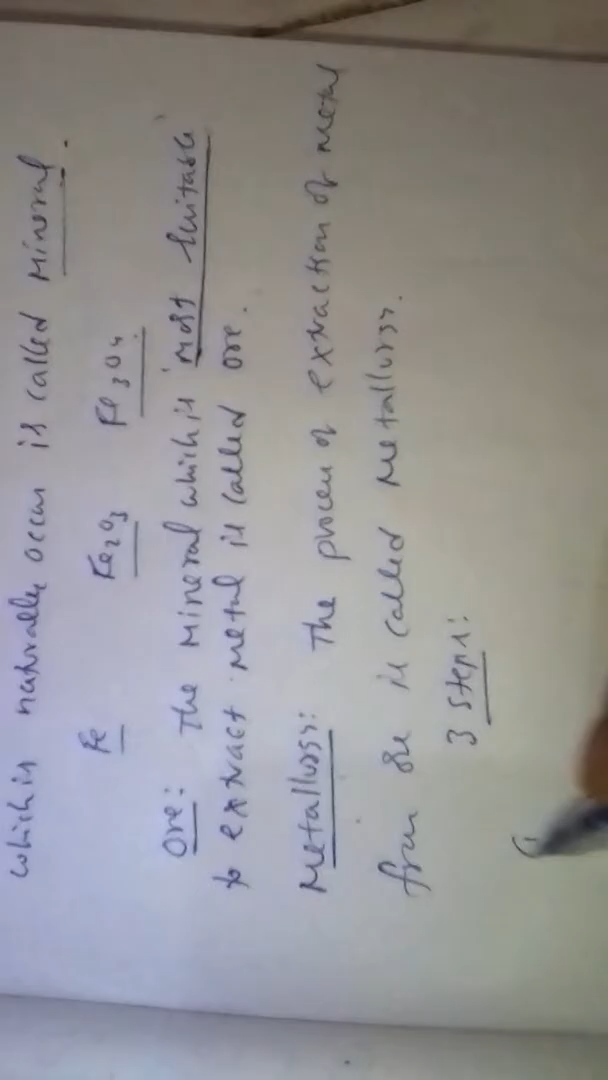 which is naturally occur is called Mineral.
Fe Fe2O3 Fe3O4
Ore: The Mineral which is 'most suitable'
to extract metal is called ore.
Metallurgy: The process of extraction of metal
from ore is called Metallurgy.
3 Steps:
(